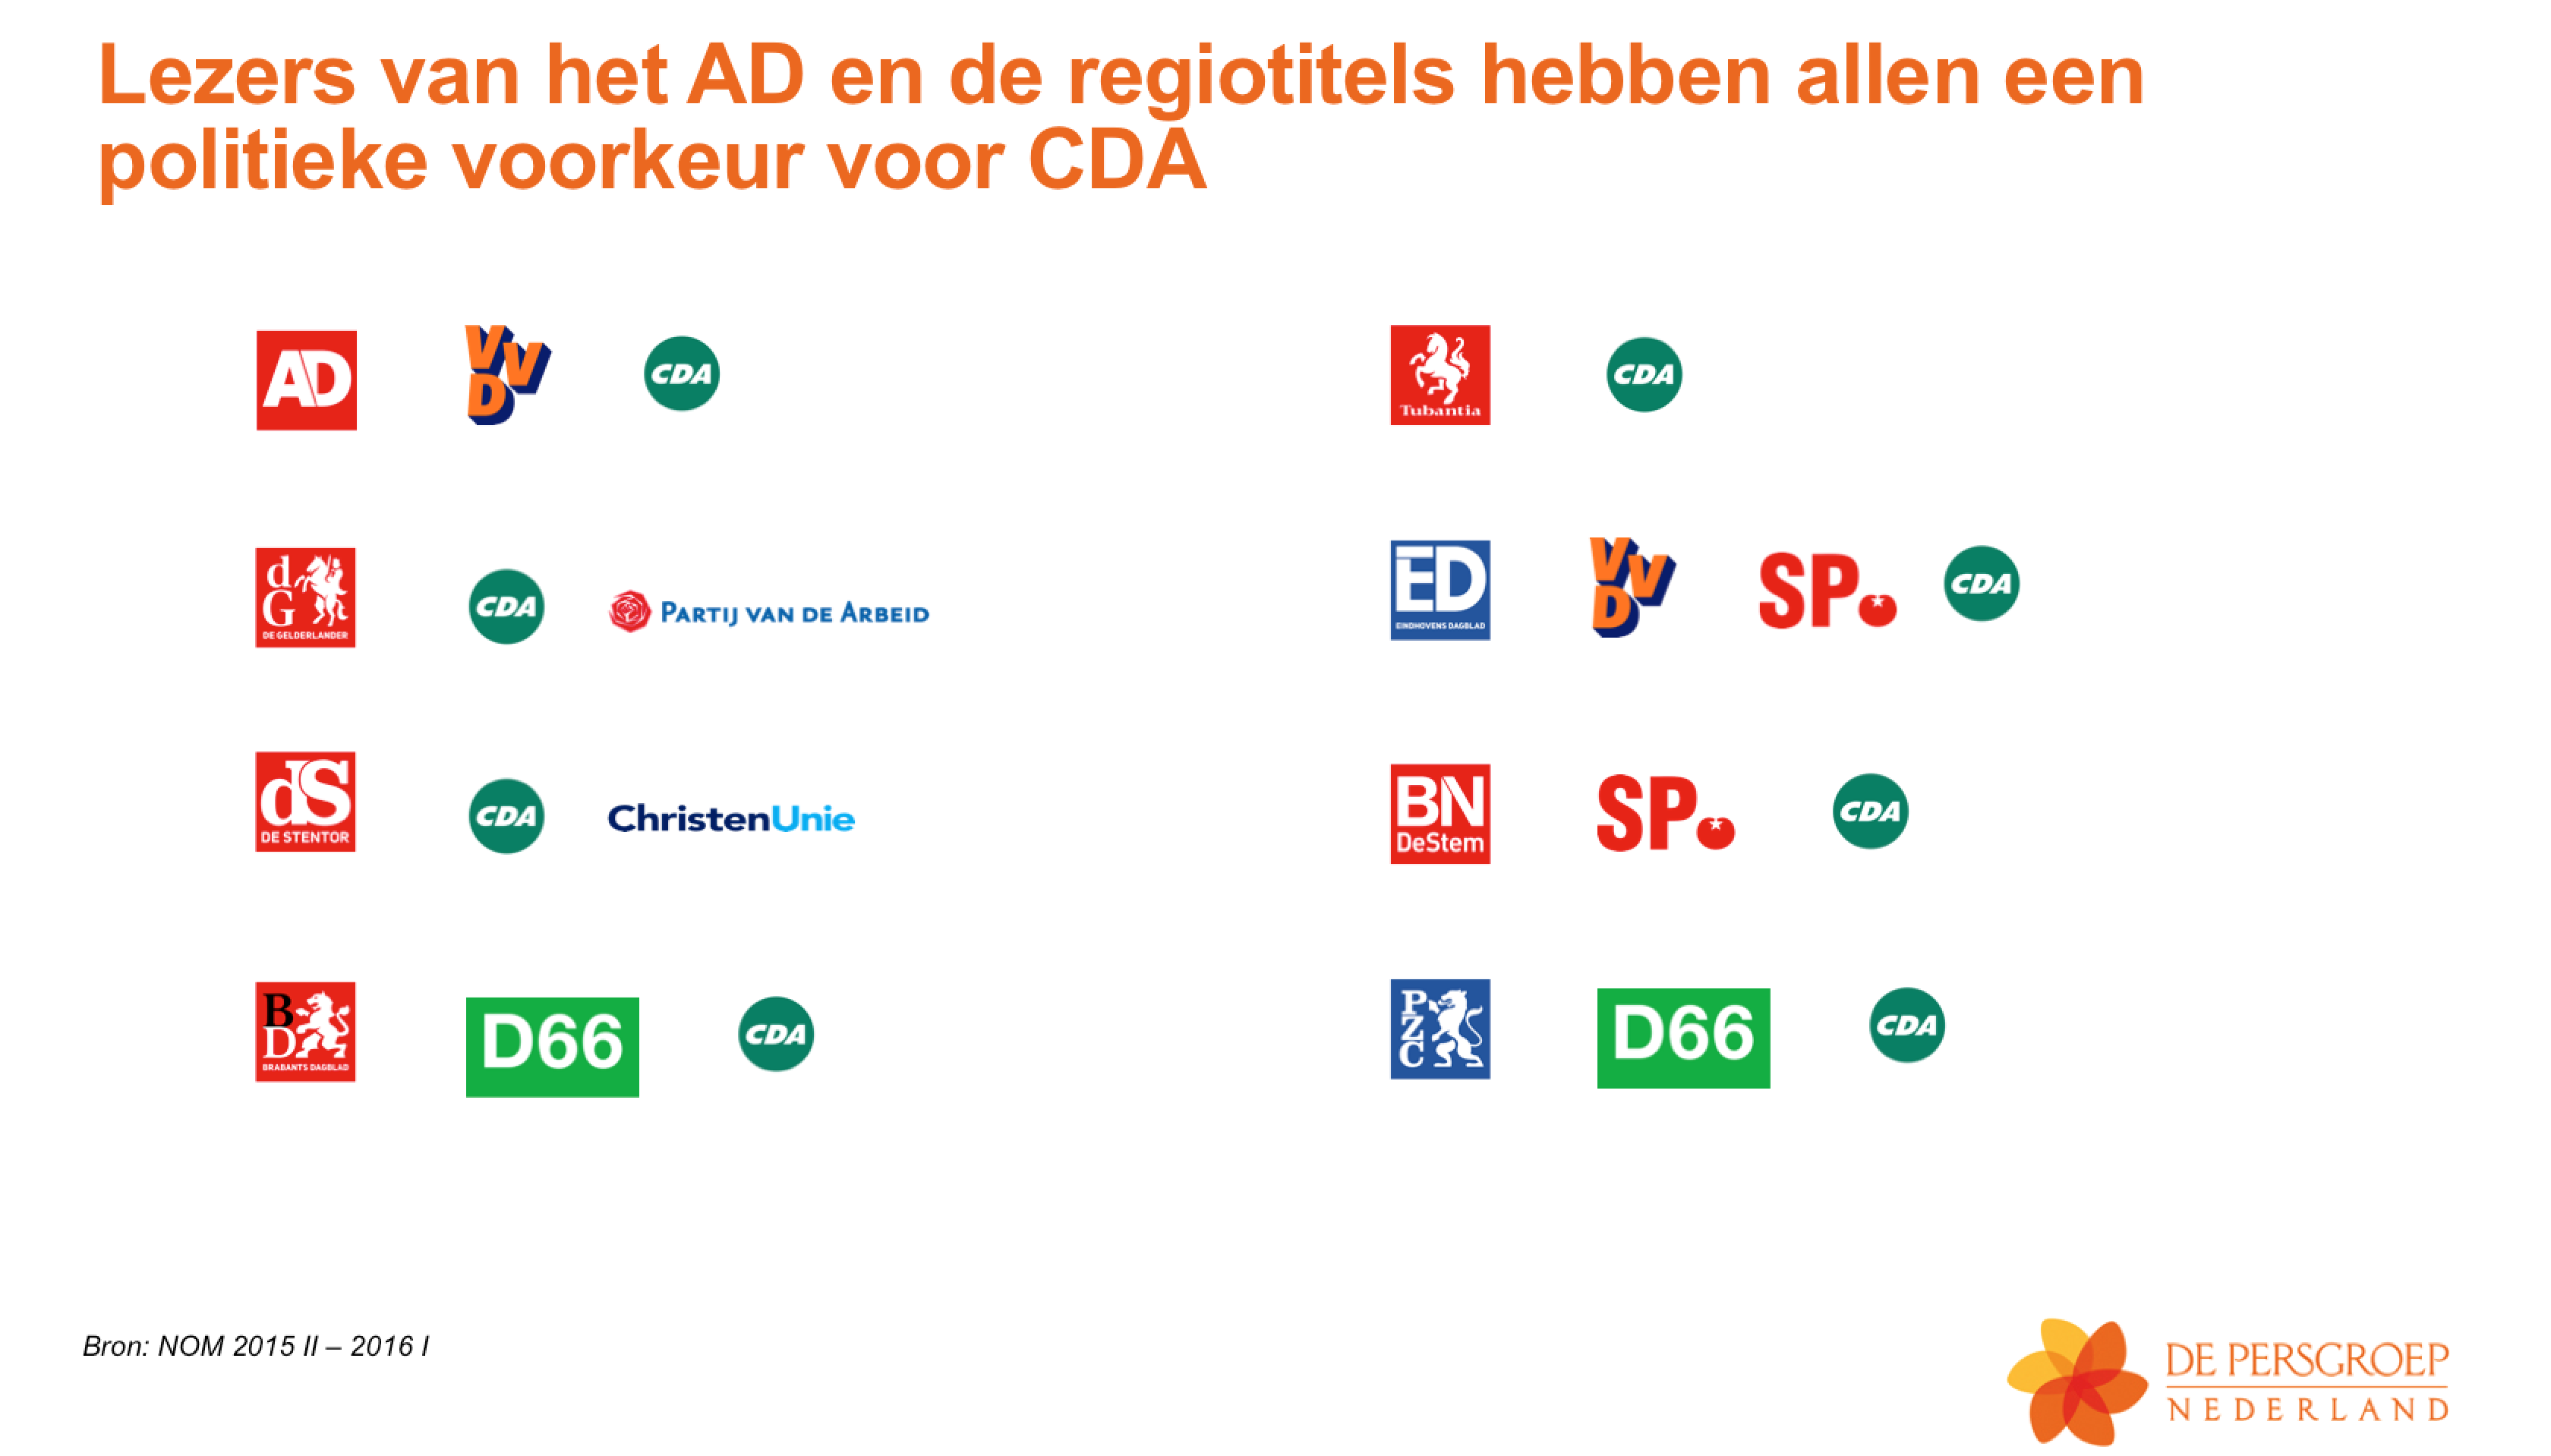 Lezers van het AD en de regiotitels hebben allen een
politieke voorkeur voor CDA
AD
VVD
CDA
Tubantia
CDA
dG
DE GELDERLANDER
CDA
PARTIJ VAN DE ARBEID
ED
EINDHOVENS DAGBLAD
VVD
SP
CDA
dS
DE STENTOR
CDA
ChristenUnie
BN
DeStem
SP
CDA
BD
BRABANTS DAGBLAD
D66
CDA
PZC
D66
CDA
Bron: NOM 2015 II – 2016 I
DE PERSGROEP
NEDERLAND